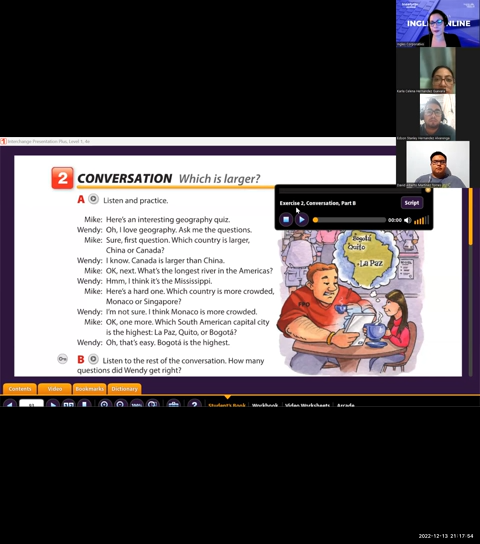 INGL
NLINE
Interchange Presentation Plus, Level 1, 4e
2 CONVERSATION Which is larger?
A Listen and practice.
Mike: Here's an interesting geography quiz.
Wendy: Oh, I love geography. Ask me the questions.
Mike: Sure, first question. Which country is larger,
China or Canada?
Wendy: I know. Canada is larger than China.
Mike: OK, next. What's the longest river in the Americas?
Wendy: Hmm, I think it's the Mississippi.
Mike: Here's a hard one. Which country is more crowded,
Monaco or Singapore?
Wendy: I'm not sure. I think Monaco is more crowded.
Mike: OK, one more. Which South American capital city
is the highest: La Paz, Quito, or Bogotá?
Wendy: Oh, that's easy. Bogotá is the highest.
B Listen to the rest of the conversation. How many
questions did Wendy get right?
Exercise 2, Conversation, Part B
Script
00:00
Bogotá
Quito
La Paz
Contents
Video
Bookmarks
Dictionary
Student's Book
Workbook
Video Worksheets
Arcade
2022-12-13 21:17:54